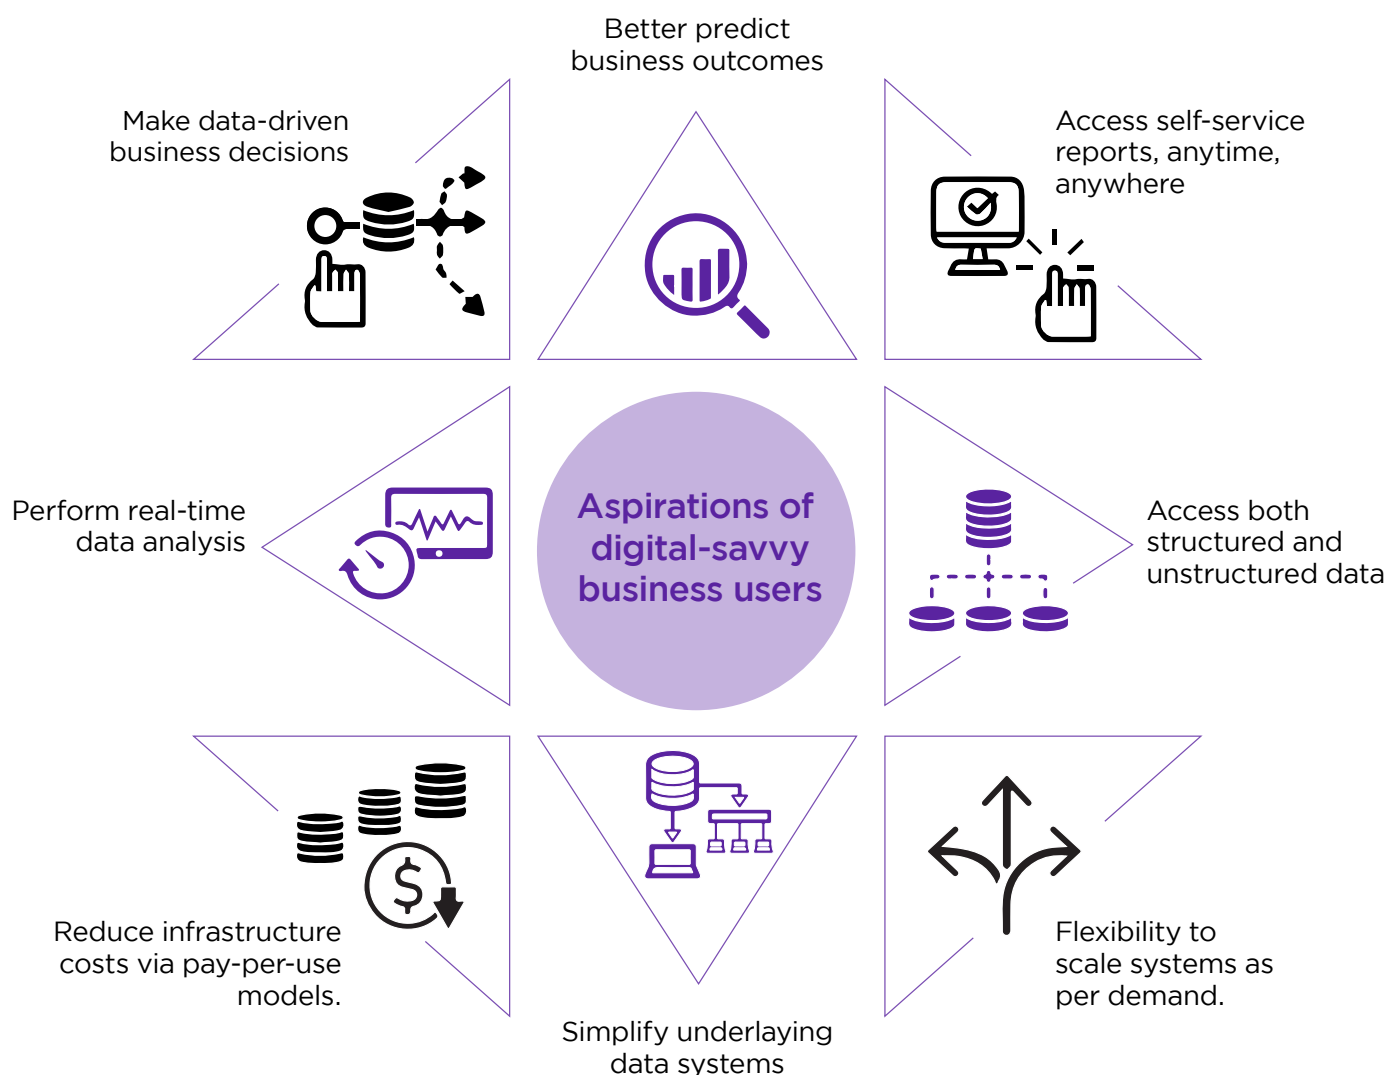 Better predict
business outcomes
Make data-driven
business decisions
Access self-service
reports, anytime,
anywhere
Perform real-time
data analysis
Aspirations of
digital-savvy
business users
Access both
structured and
unstructured data
Reduce infrastructure
costs via pay-per-use
models.
$
Simplify underlaying
data systems
Flexibility to
scale systems as
per demand.